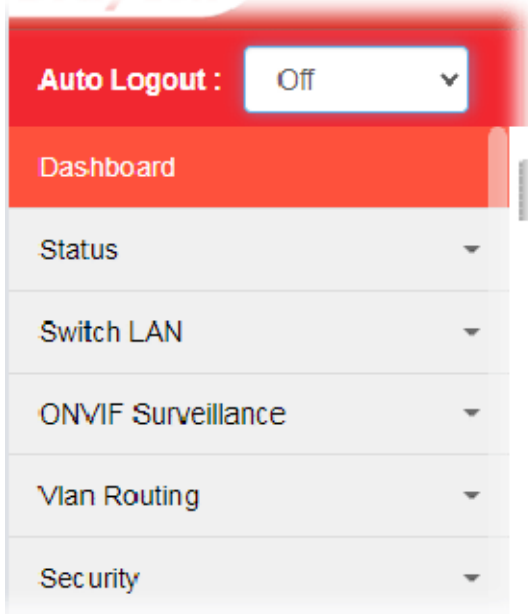 Auto Logout : Off
Dashboard
Status
Switch LAN
ONVIF Surveillance
Vlan Routing
Security